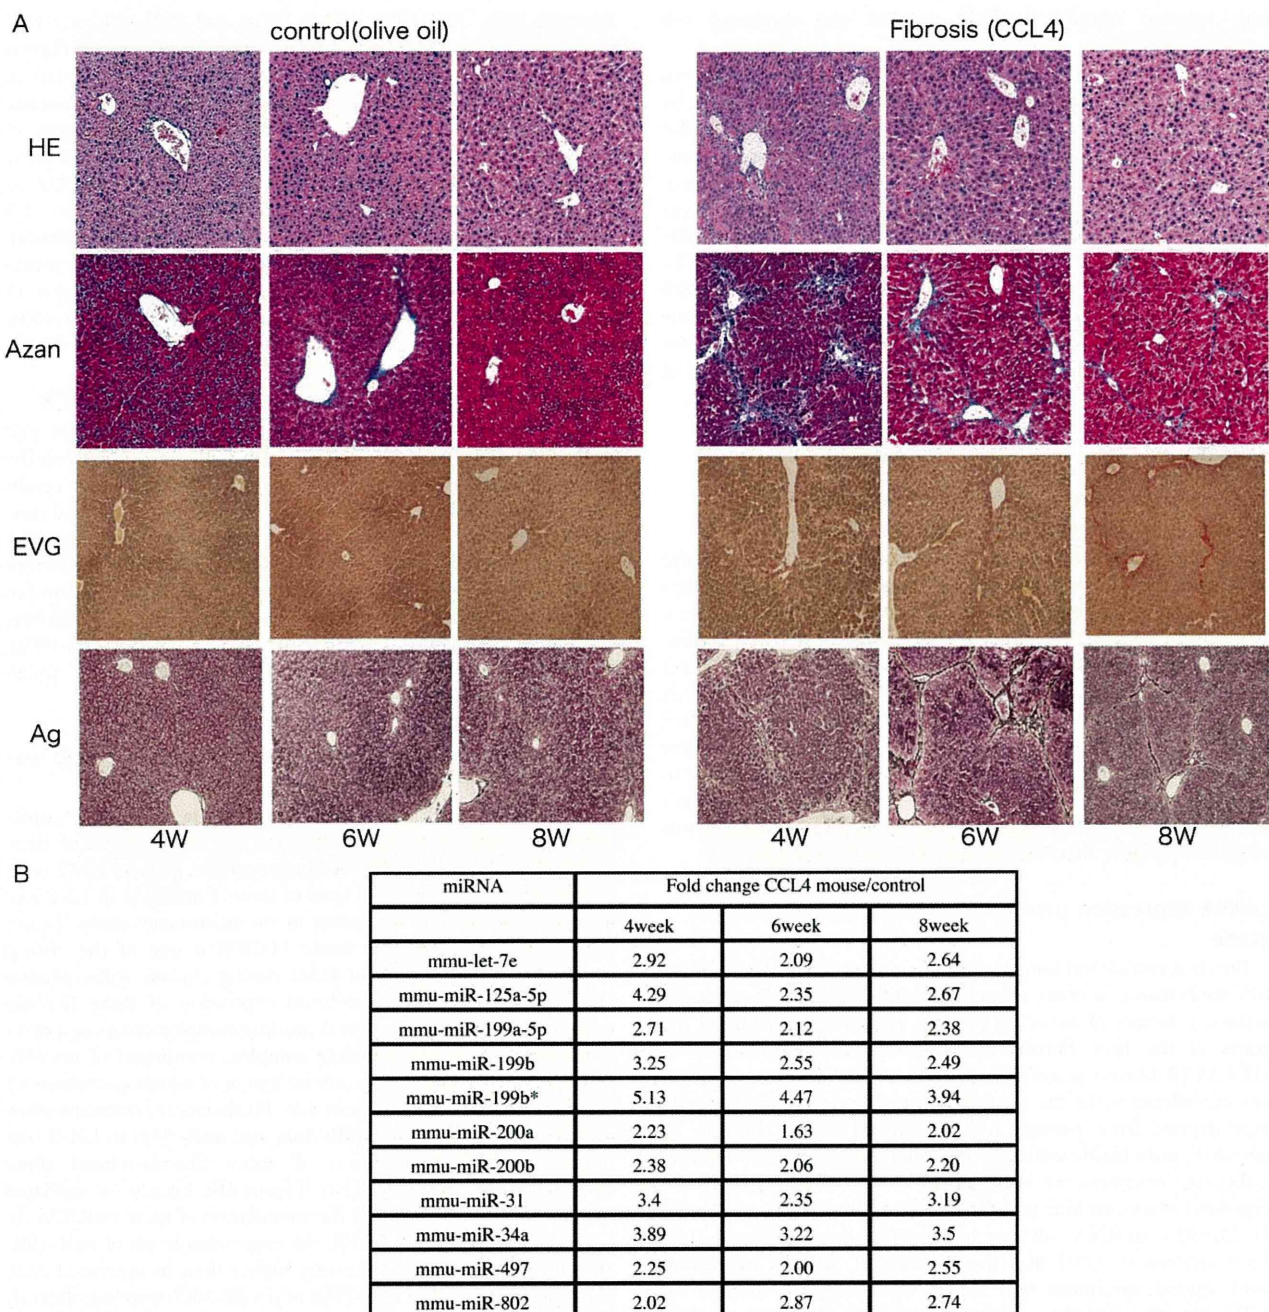 A
control(olive oil)
Fibrosis (CCL4)
HE
Azan
EVG
Ag
4W 6W 8W 4W 6W 8W
B
miRNA Fold change CCL4 mouse/control
4week 6week 8week
mmu-let-7e 2.92 2.09 2.64
mmu-miR-125a-5p 4.29 2.35 2.67
mmu-miR-199a-5p 2.71 2.12 2.38
mmu-miR-199b 3.25 2.55 2.49
mmu-miR-199b* 5.13 4.47 3.94
mmu-miR-200a 2.23 1.63 2.02
mmu-miR-200b 2.38 2.06 2.20
mmu-miR-31 3.4 2.35 3.19
mmu-miR-34a 3.89 3.22 3.5
mmu-miR-497 2.25 2.00 2.55
mmu-miR-802 2.02 2.87 2.74